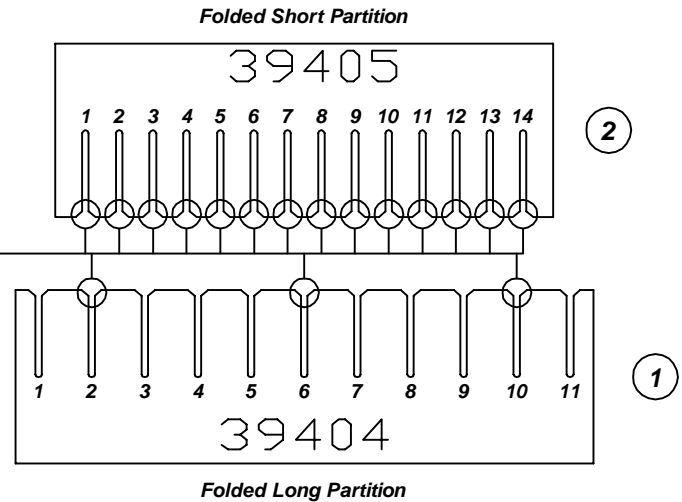 Folded Short Partition
39405
1 2 3 4 5 6 7 8 9 10 11 12 13 14
2
1
1 2 3 4 5 6 7 8 9 10 11
39404
Folded Long Partition